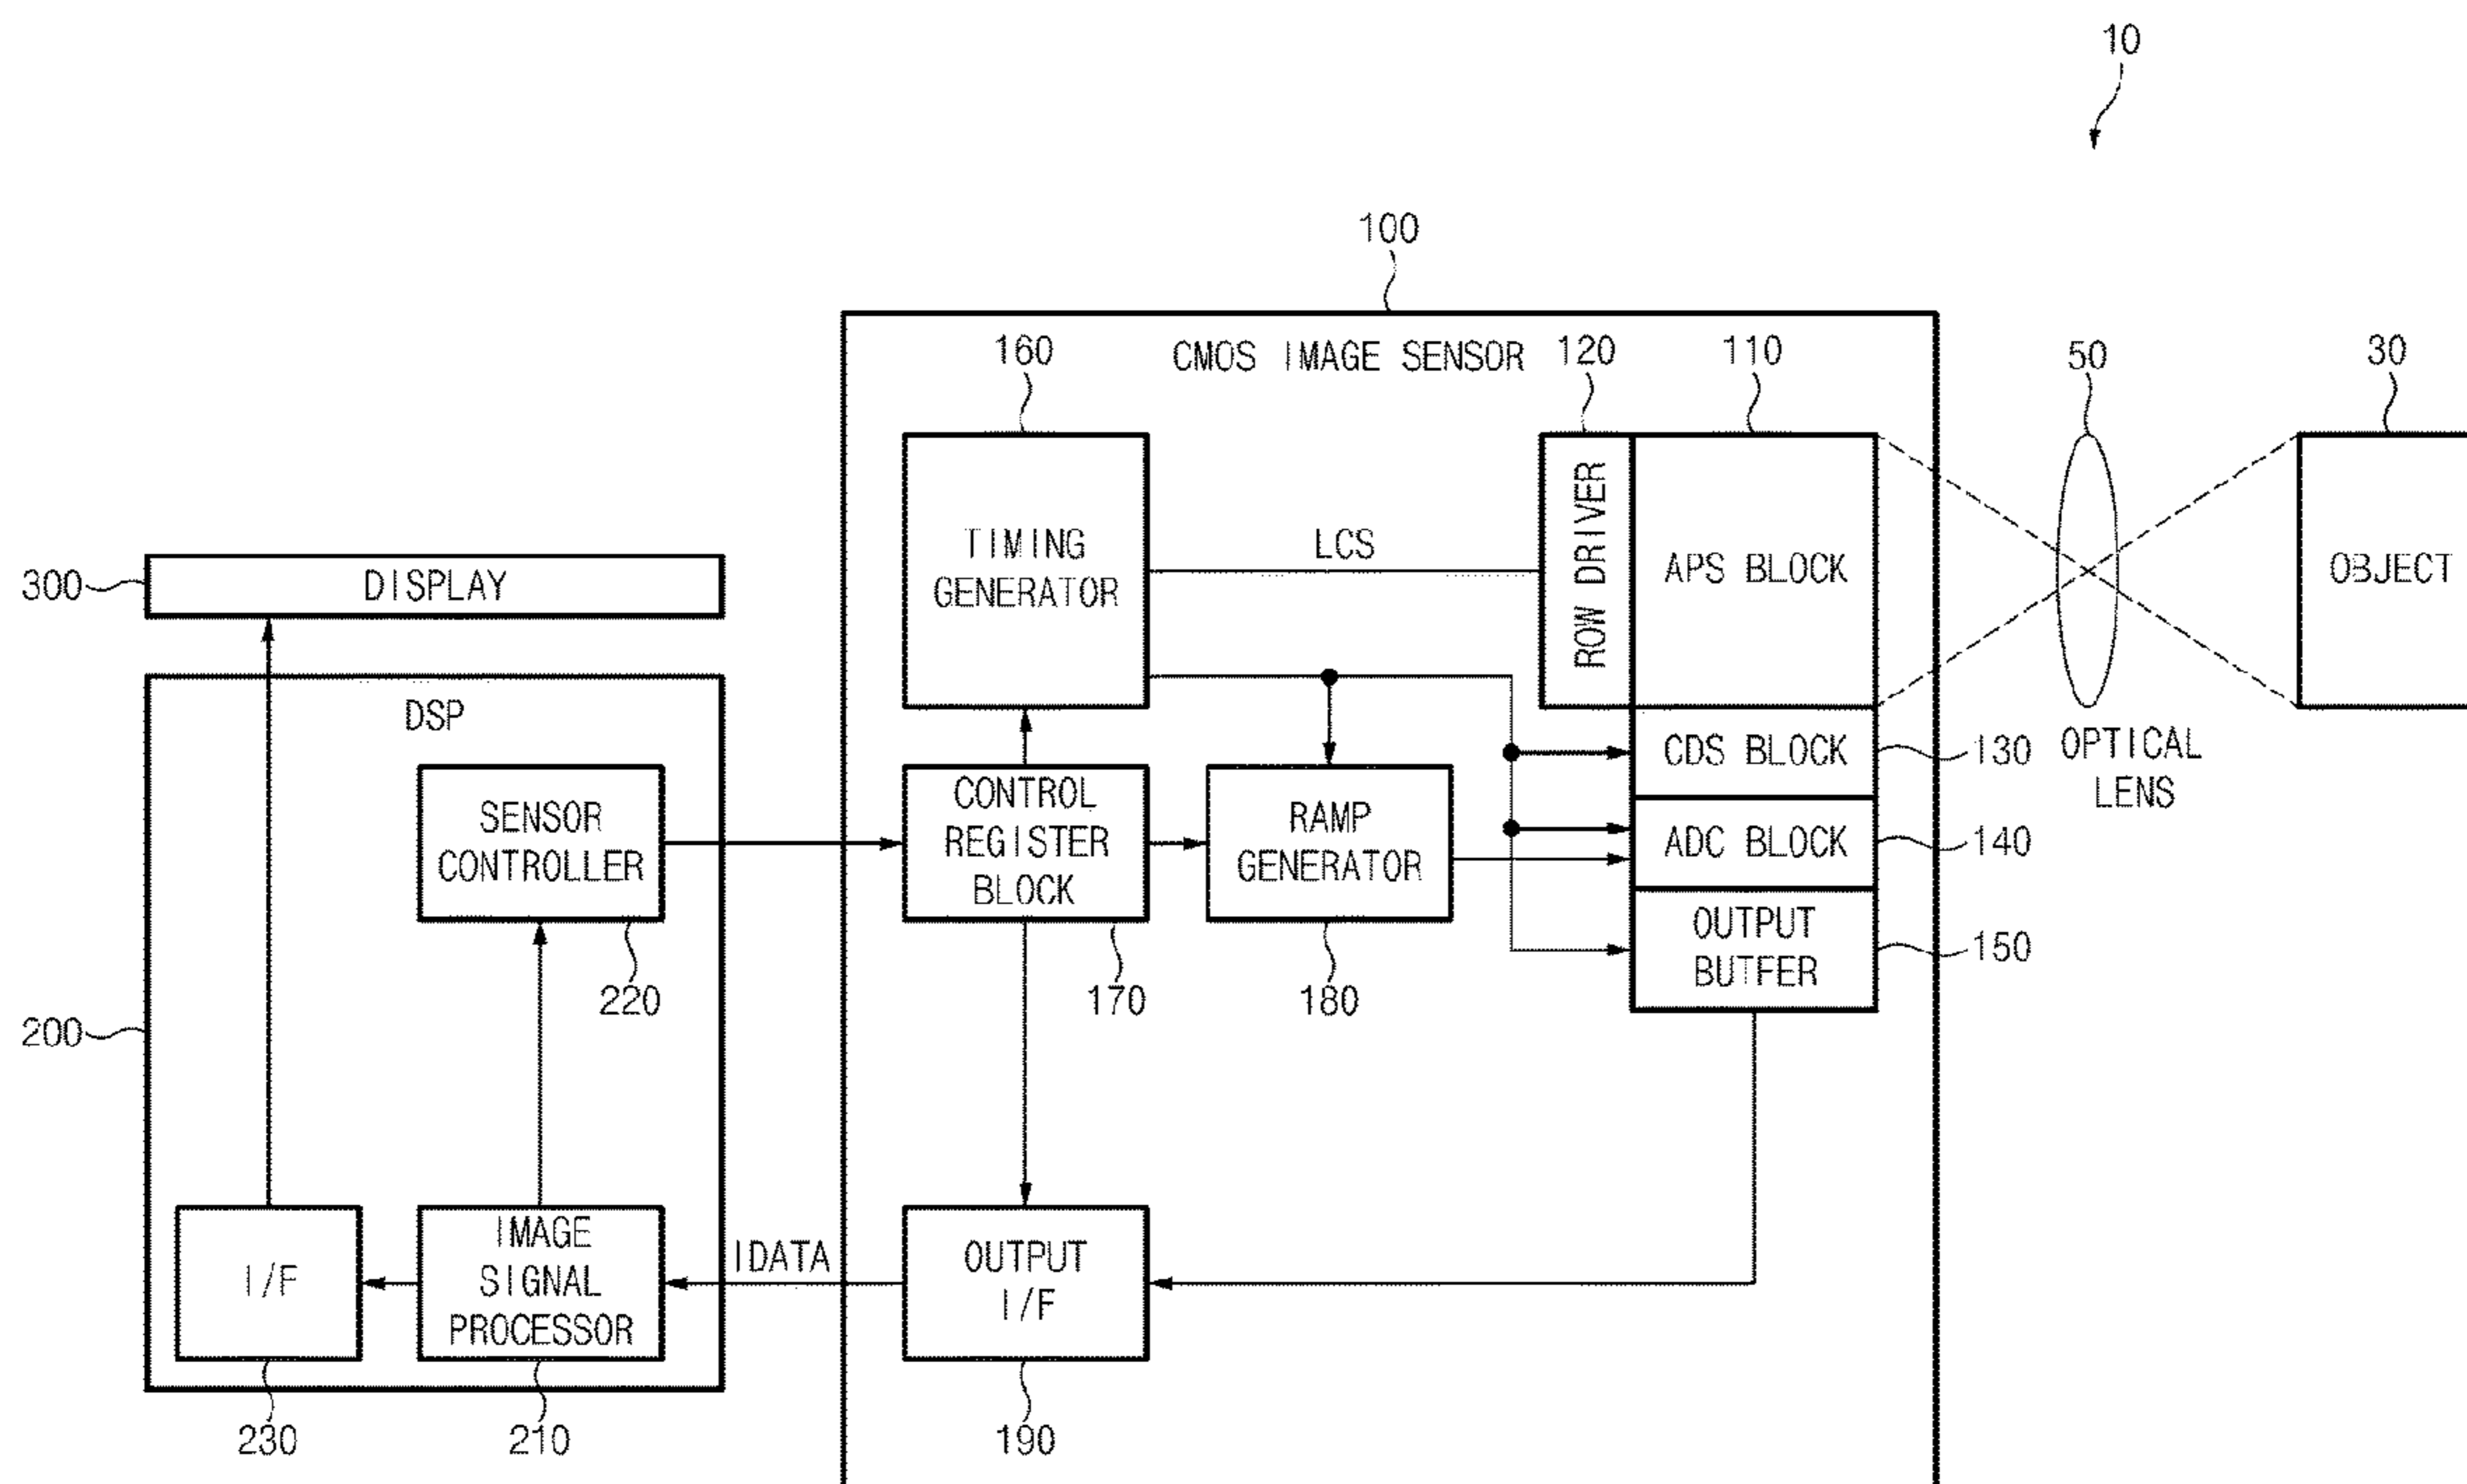 10
100
160
CMOS IMAGE SENSOR
120
110
50
30
TIMING
GENERATOR
LCS
ROW DRIVER
APS BLOCK
OBJECT
300
DISPLAY
DSP
CDS BLOCK
130
OPTICAL
LENS
SENSOR
CONTROLLER
CONTROL
REGISTER
BLOCK
RAMP
GENERATOR
ADC BLOCK
140
OUTPUT
BUTFER
150
220
170
180
200
I/F
IMAGE
SIGNAL
PROCESSOR
IDATA
OUTPUT
I/F
230
210
190